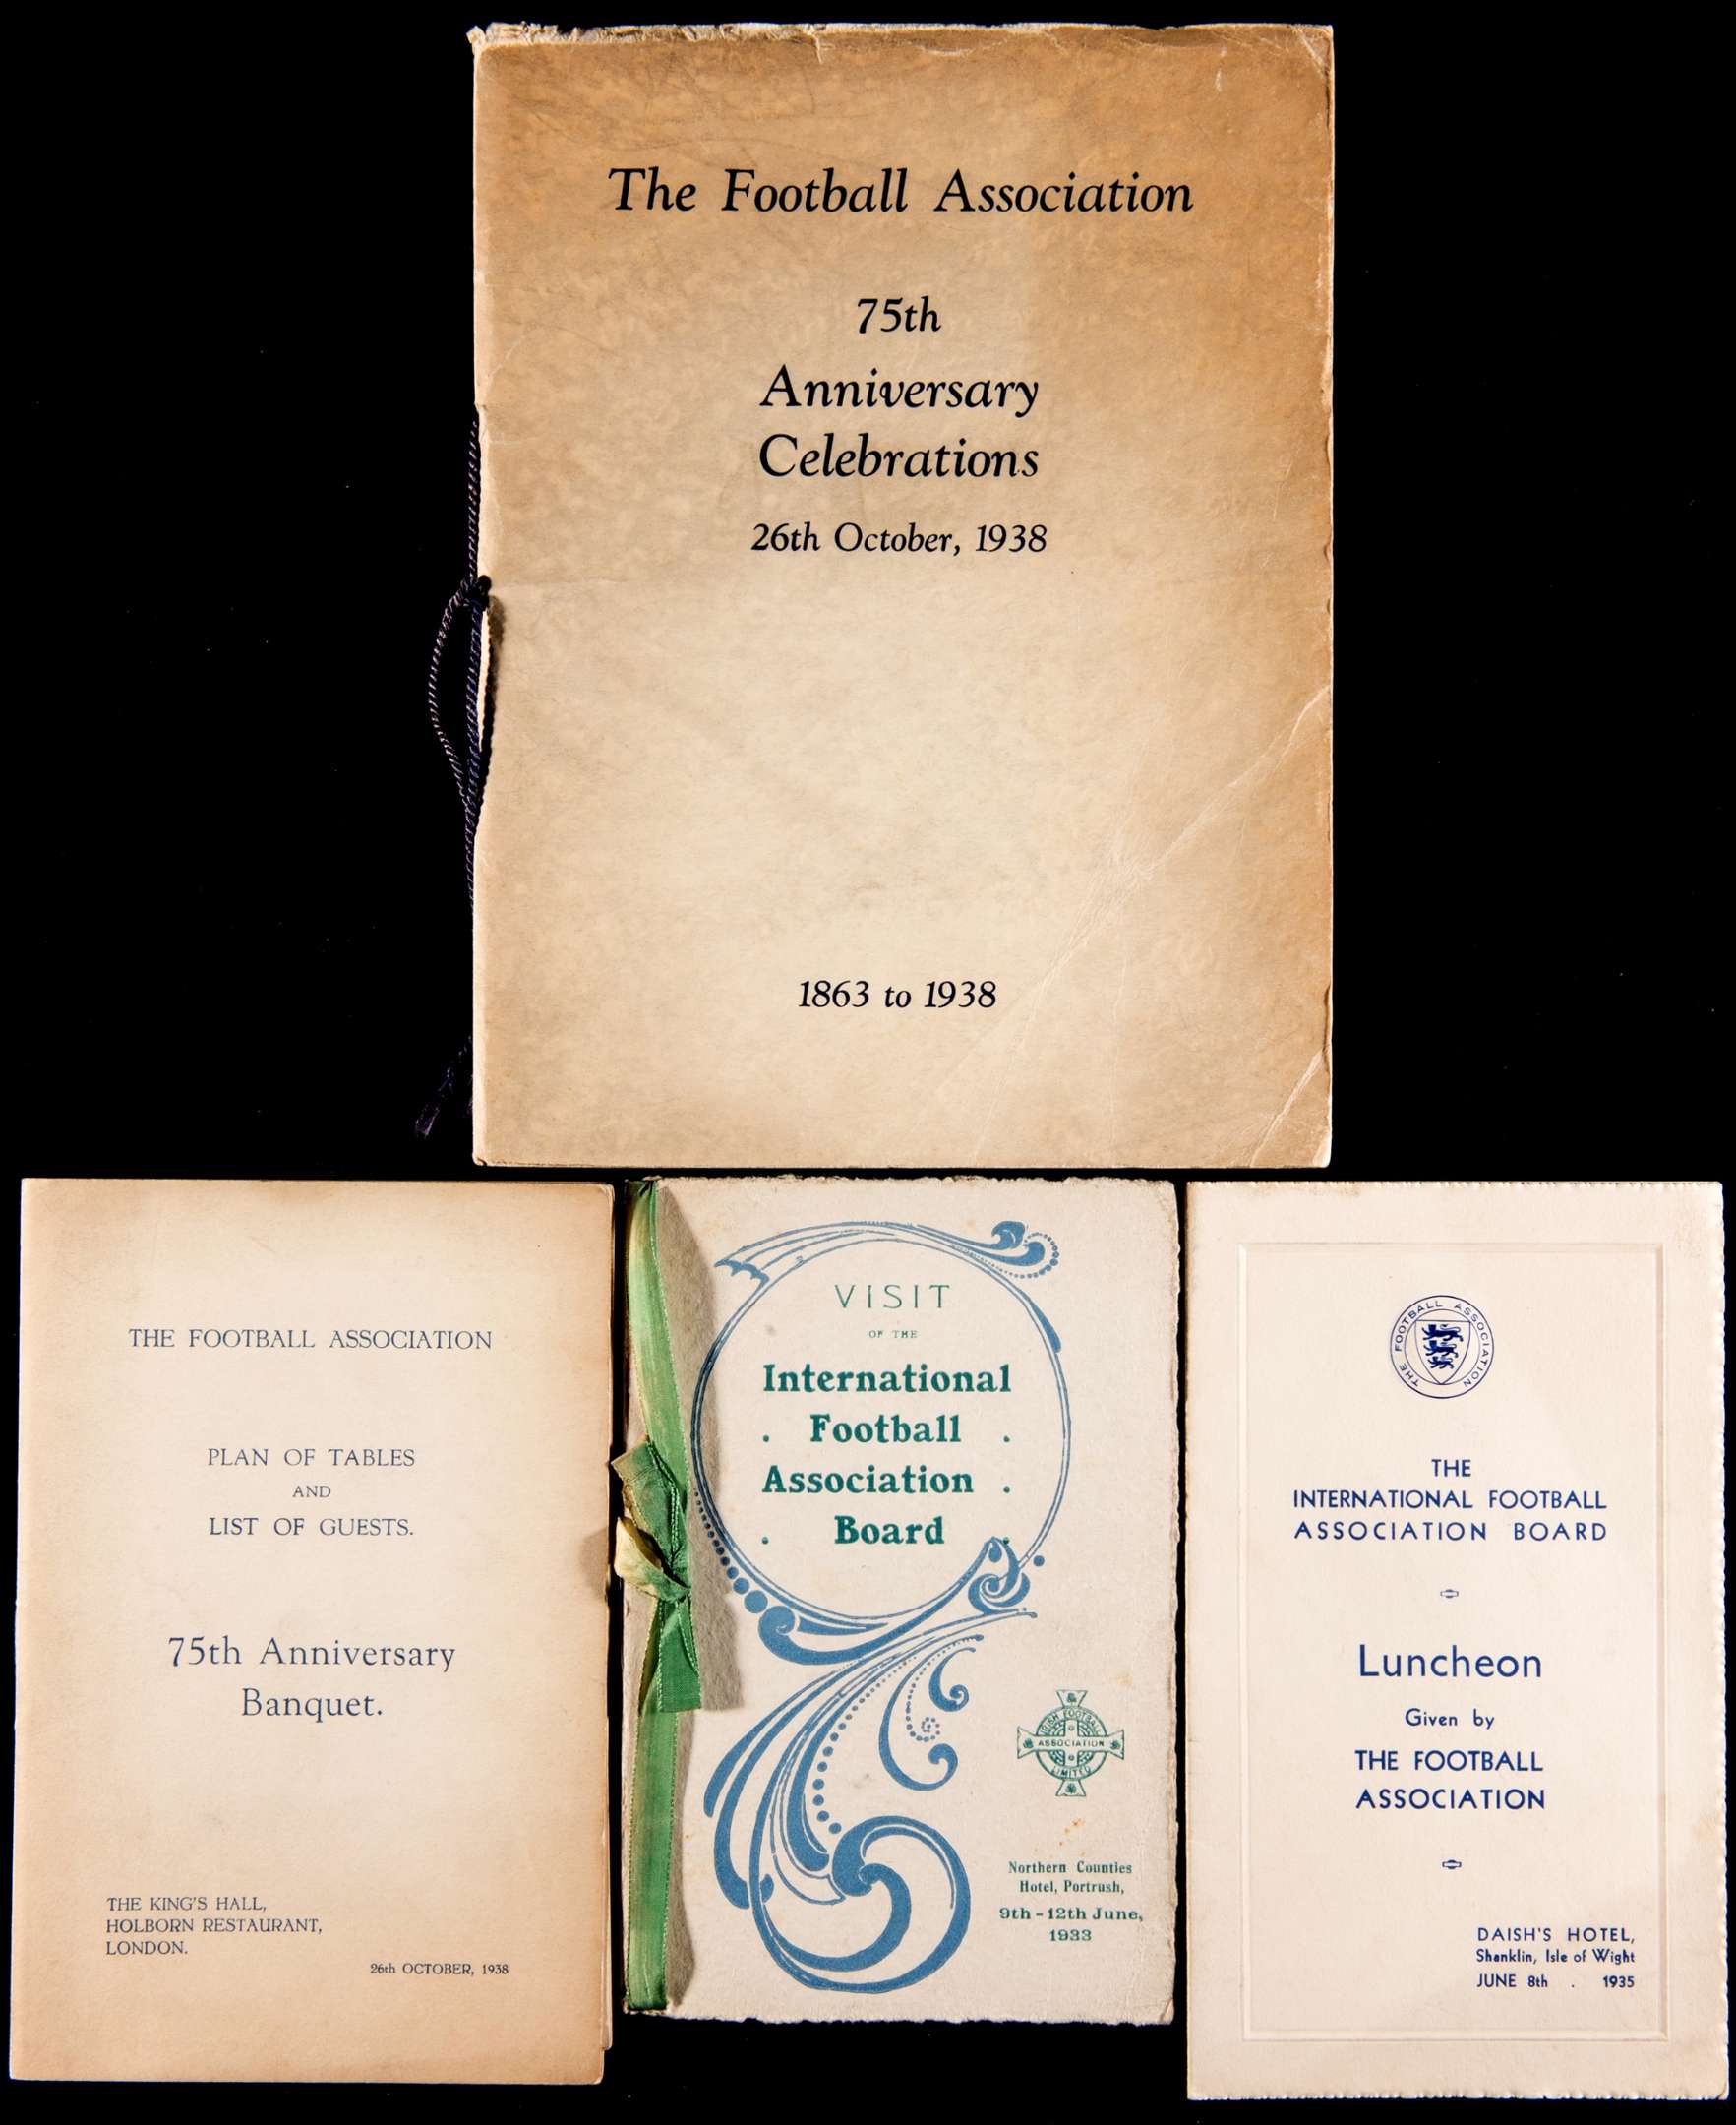 The Football Association
75th
Anniversary
Celebrations
26th October, 1938
1863 to 1938
THE FOOTBALL ASSOCIATION
PLAN OF TABLES
AND
LIST OF GUESTS.
75th Anniversary
Banquet.
THE KING'S HALL,
HOLBORN RESTAURANT,
LONDON.
26th OCTOBER, 1938
VISIT
OF THE
International
. Football .
Association .
. Board .
IRISH FOOTBALL
ASSOCIATION
LIMITED
Northern Counties
Hotel, Portrush,
9th - 12th June,
1933
THE FOOTBALL ASSOCIATION
THE
INTERNATIONAL FOOTBALL
ASSOCIATION BOARD
Luncheon
Given by
THE FOOTBALL
ASSOCIATION
DAISH'S HOTEL,
Shanklin, Isle of Wight
JUNE 8th . 1935